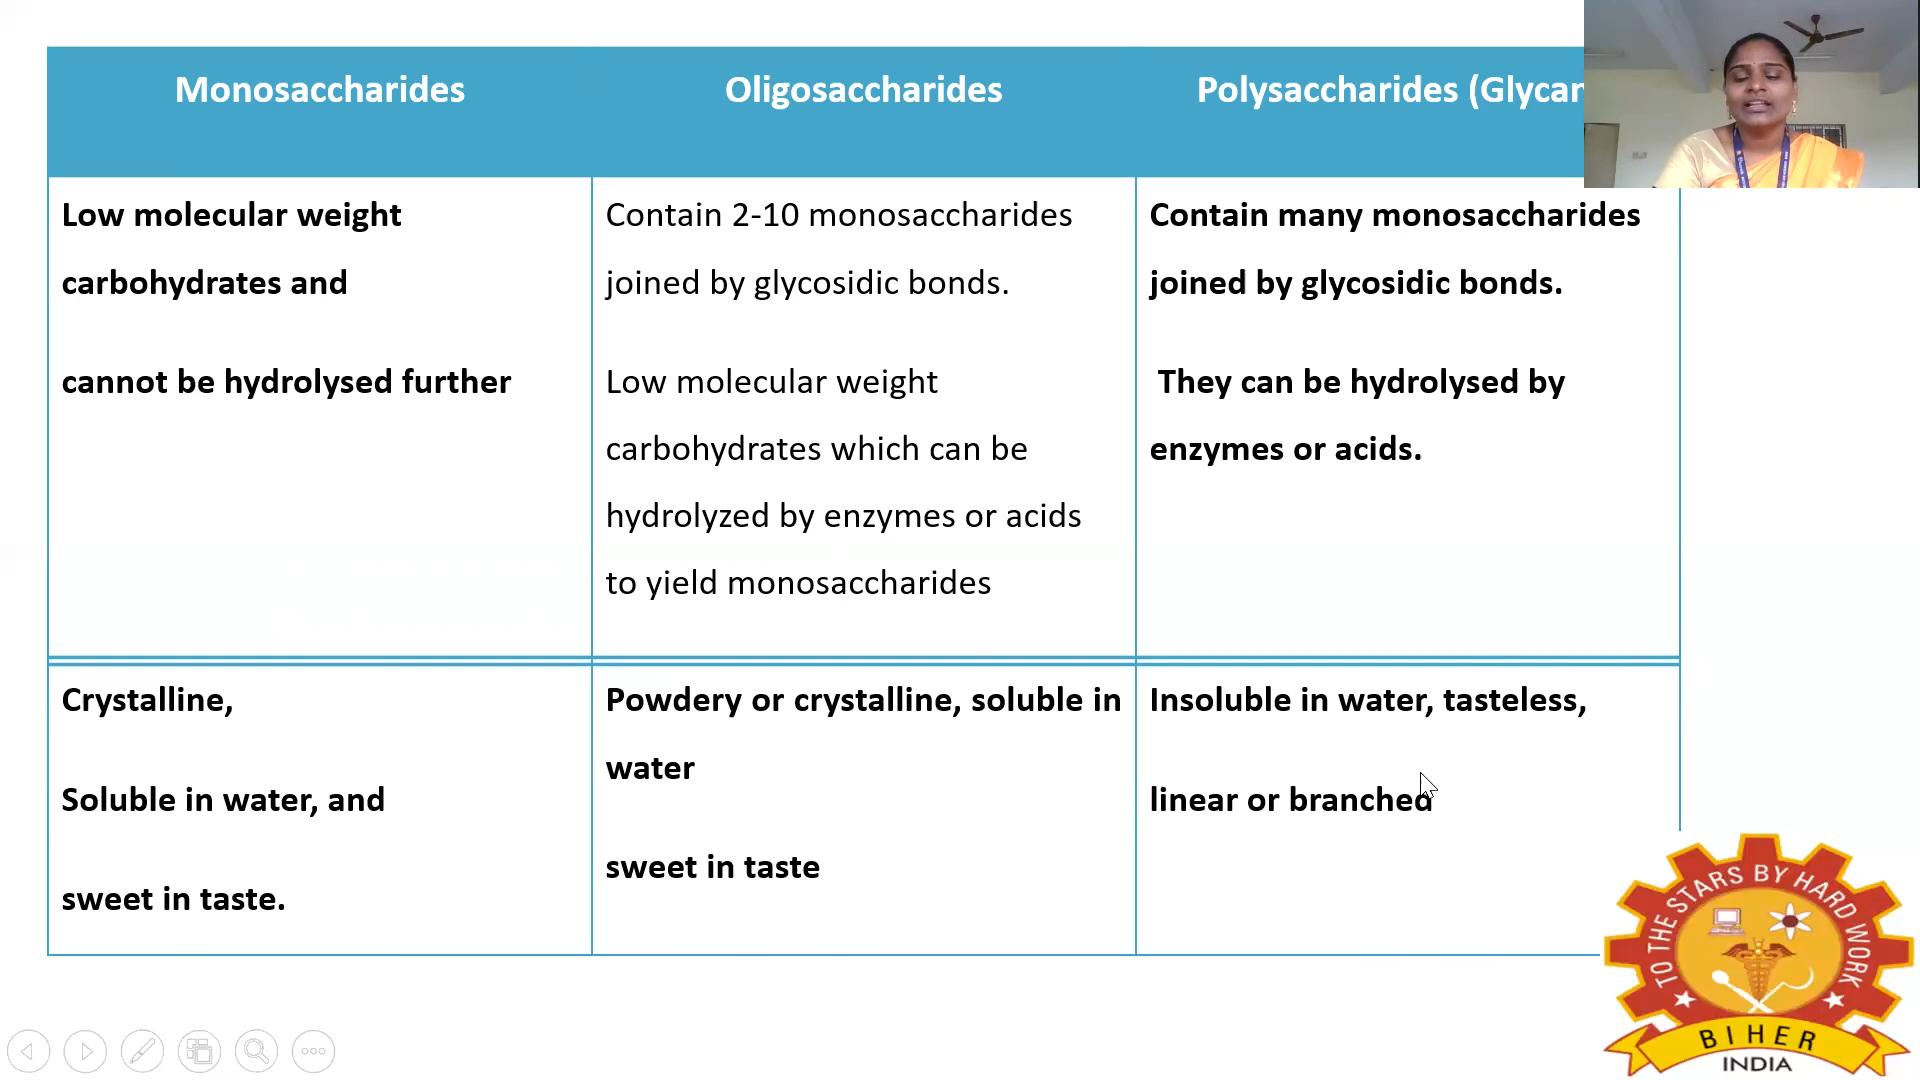 Monosaccharides
Oligosaccharides
Polysaccharides (Glycan
Low molecular weight
carbohydrates and
cannot be hydrolysed further
Contain 2-10 monosaccharides
joined by glycosidic bonds.
Low molecular weight
carbohydrates which can be
hydrolyzed by enzymes or acids
to yield monosaccharides
Contain many monosaccharides
joined by glycosidic bonds.
They can be hydrolysed by
enzymes or acids.
Crystalline,
Soluble in water, and
sweet in taste.
Powdery or crystalline, soluble in
water
sweet in taste
Insoluble in water, tasteless,
linear or branched
TO THE STARS BY HARD WORK
BIHER
INDIA